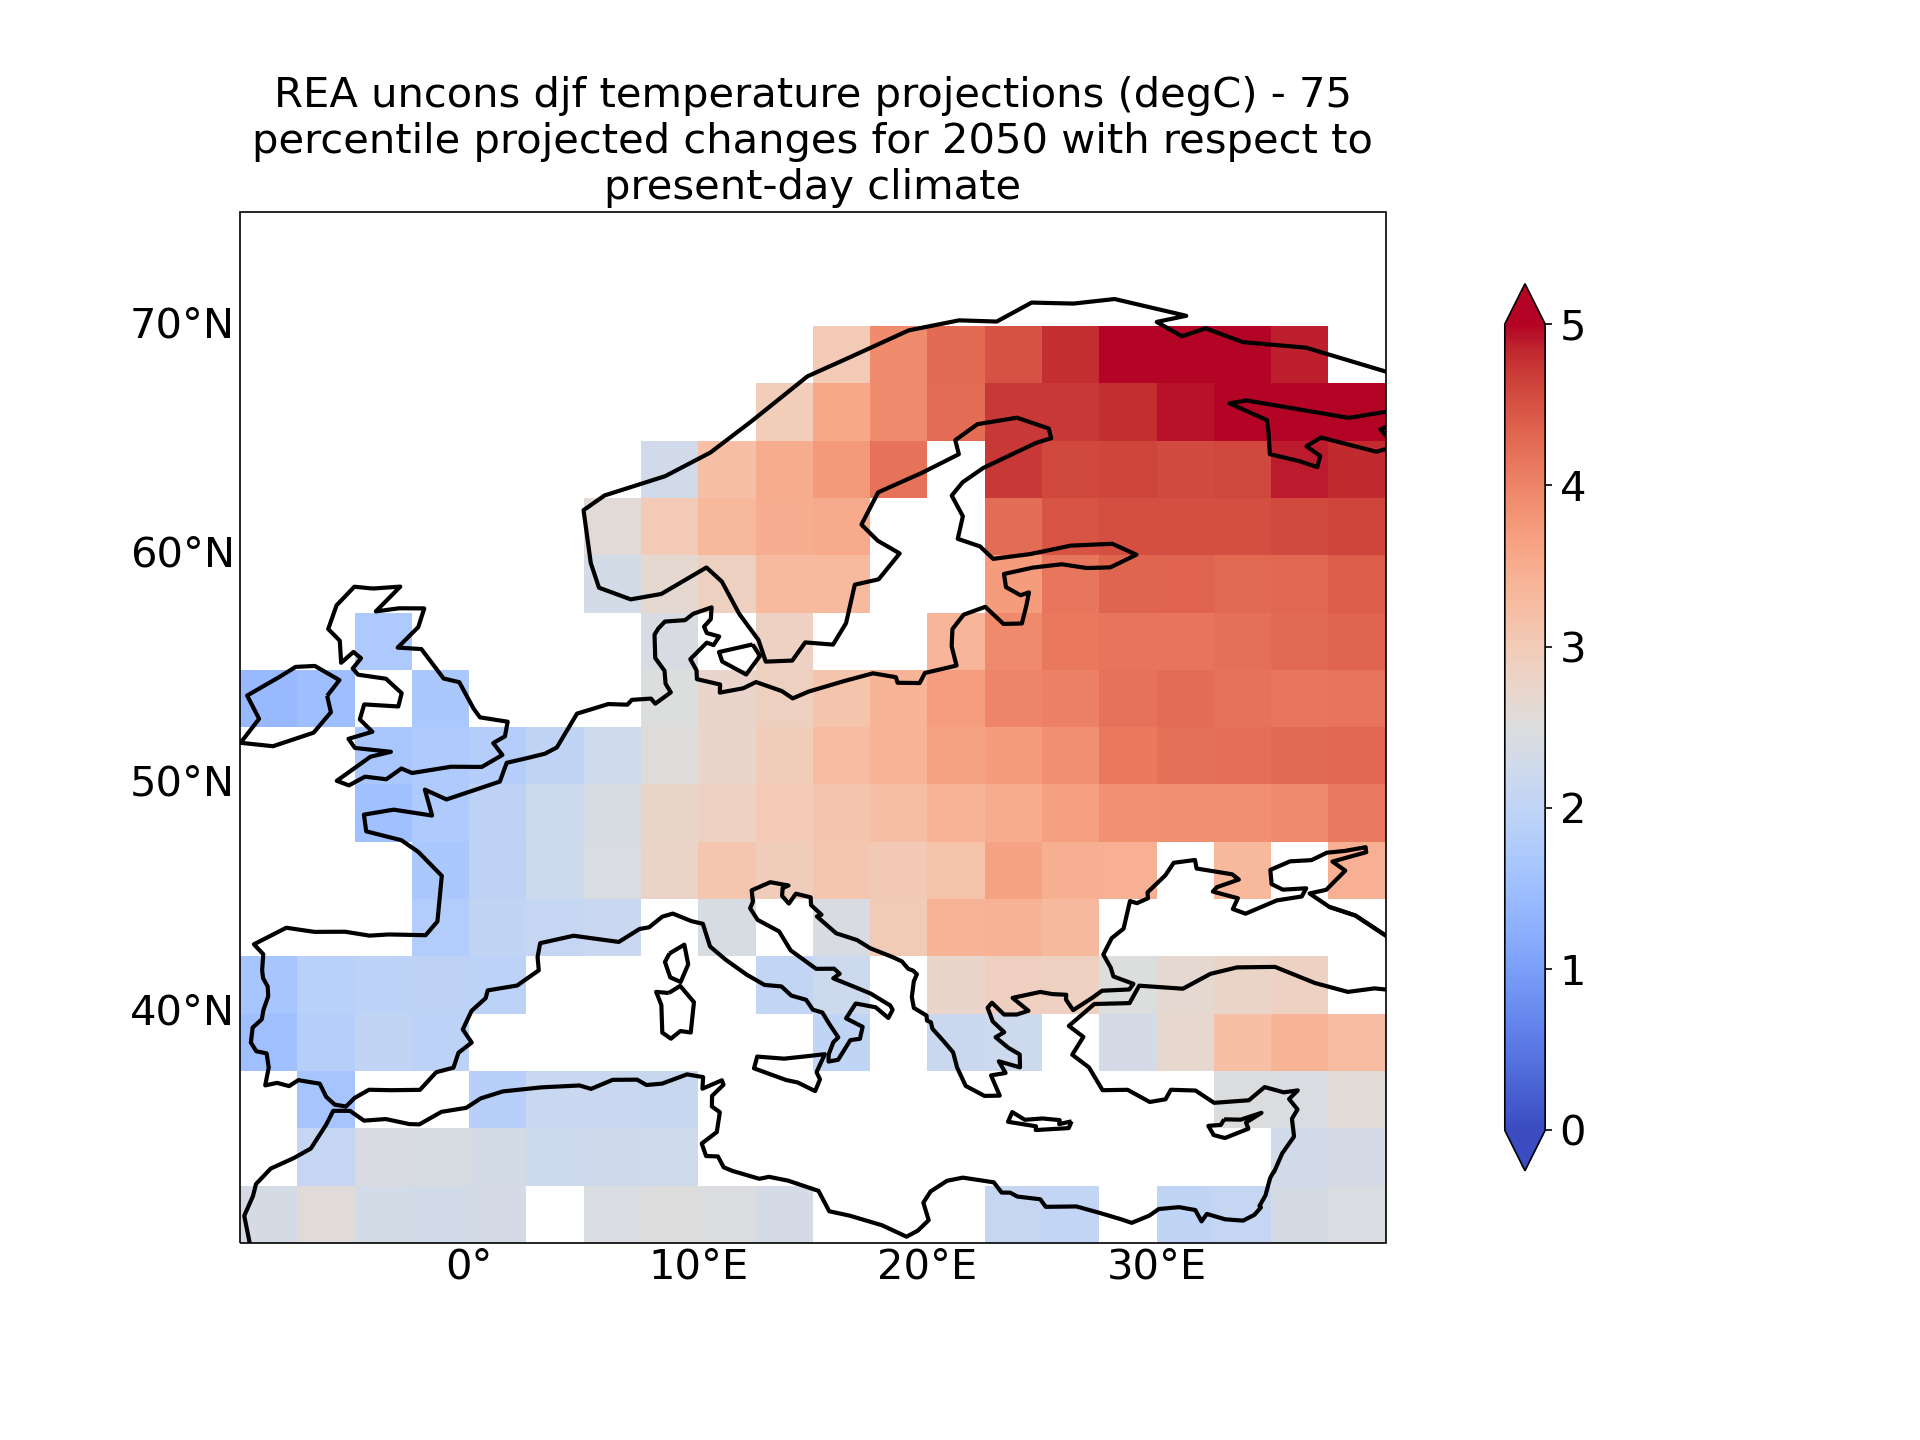 REA uncons djf temperature projections (degC) - 75
percentile projected changes for 2050 with respect to
present-day climate
70°N
60°N
50°N
40°N
0°
10°E
20°E
30°E
5
4
3
2
1
0